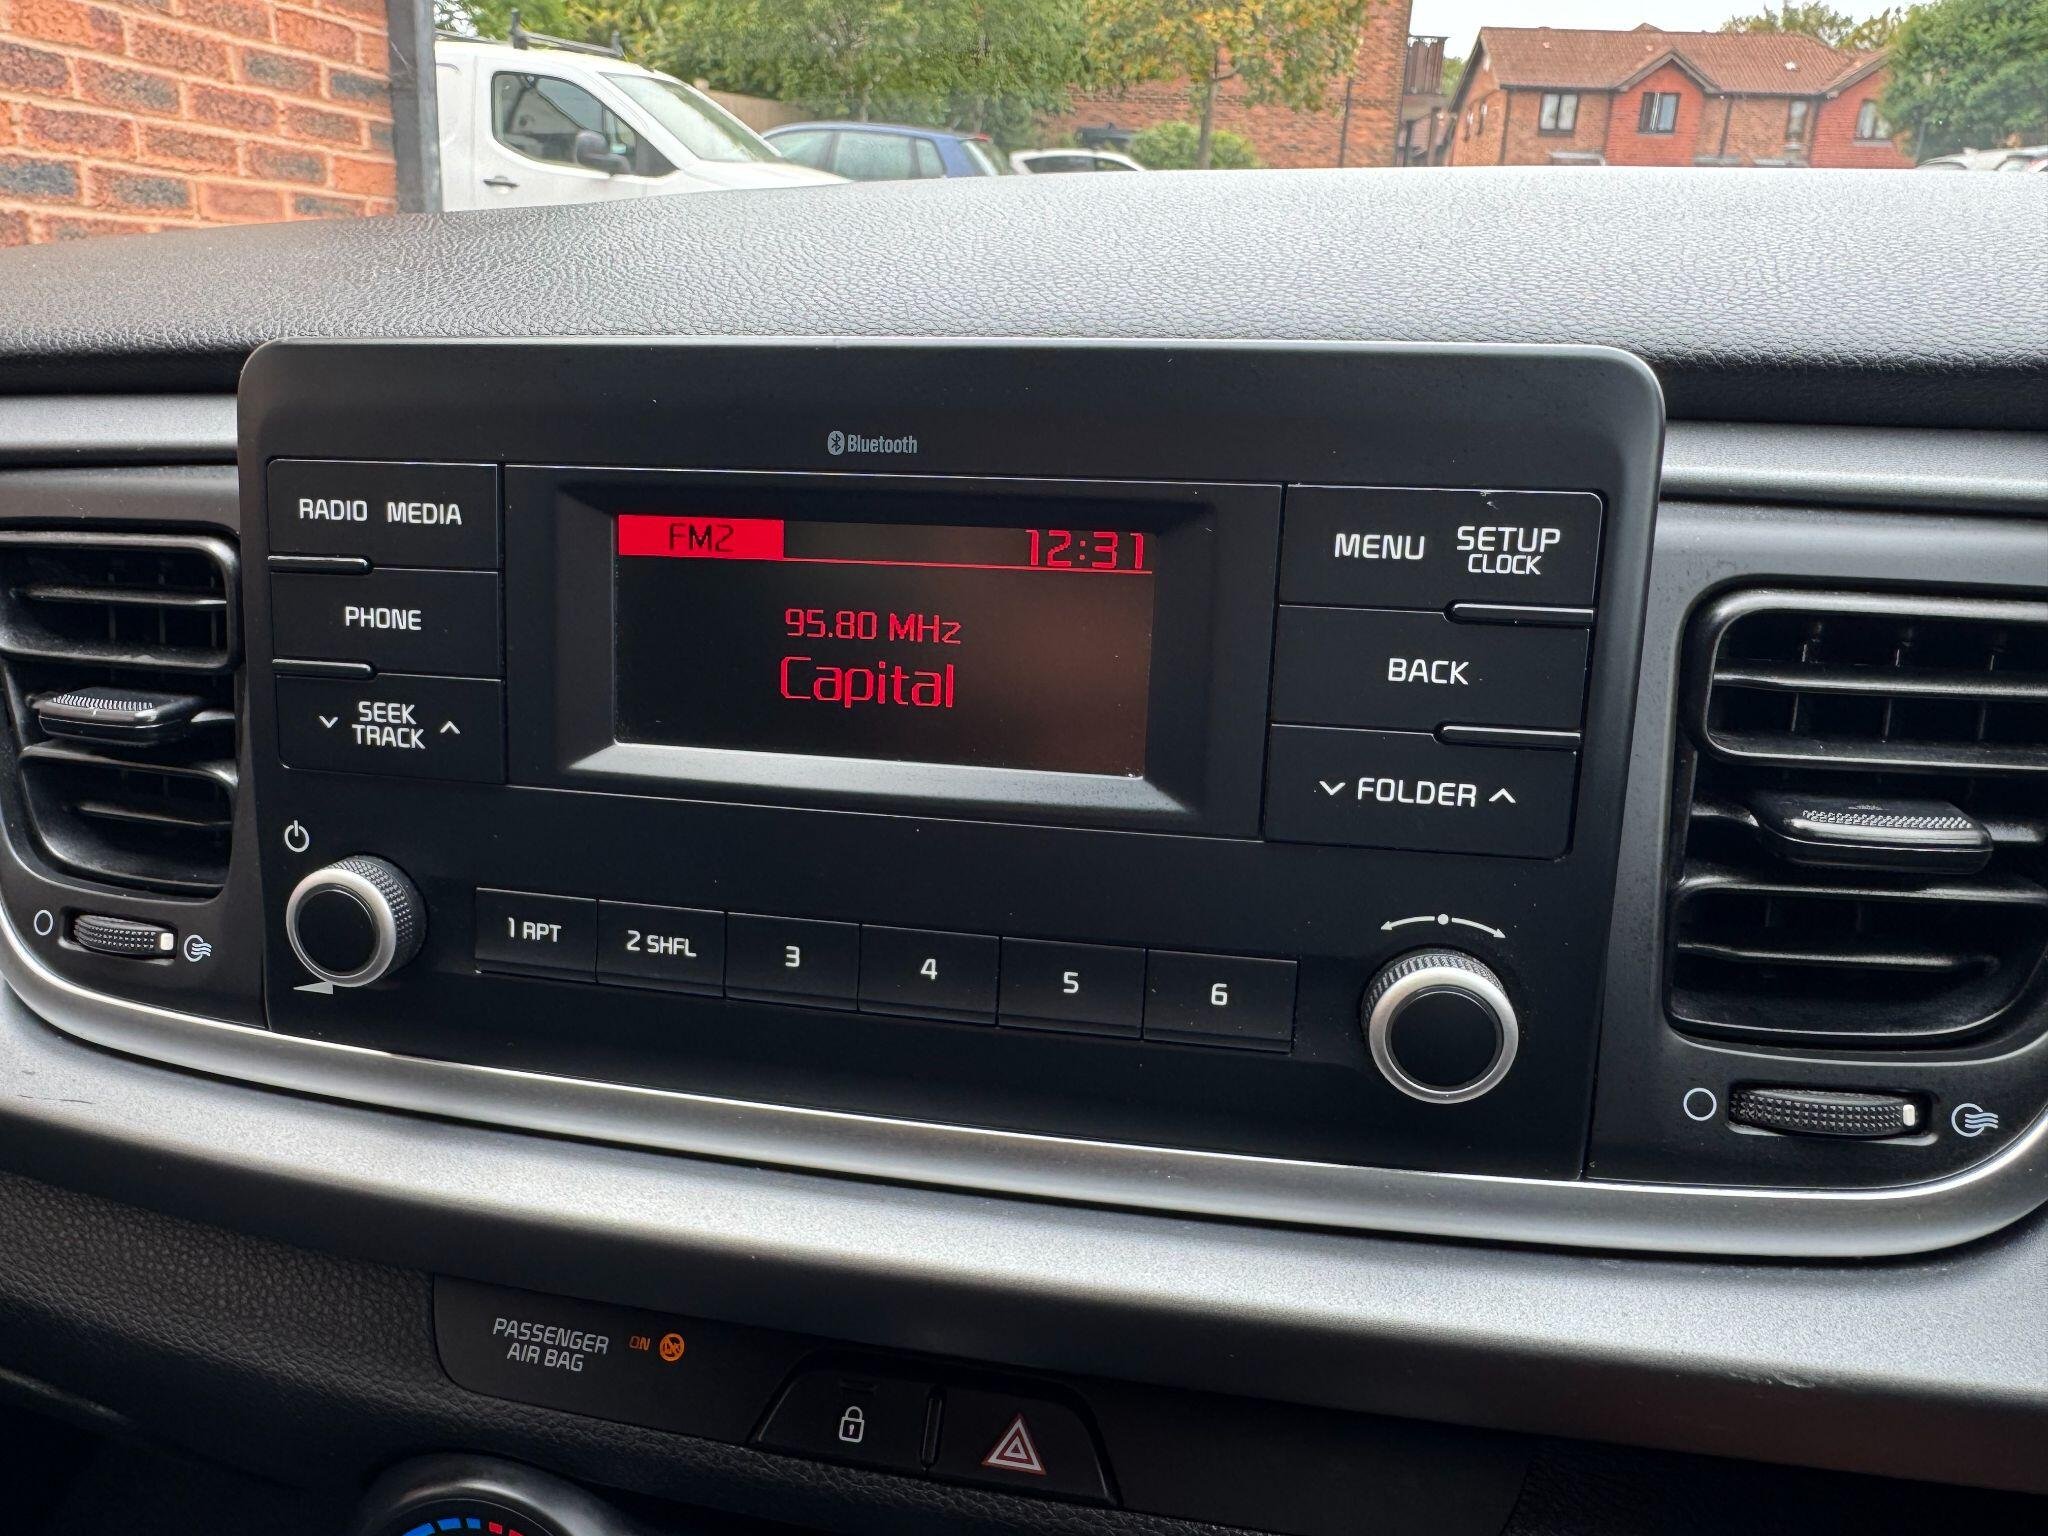 Bluetooth
RADIO MEDIA
PHONE
SEEK
TRACK
FM2 12:31
95.80 MHz
Capital
MENU SETUP
CLOCK
BACK
FOLDER
1 RPT 2 SHFL 3 4 5 6
PASSENGER
AIR BAG
ON